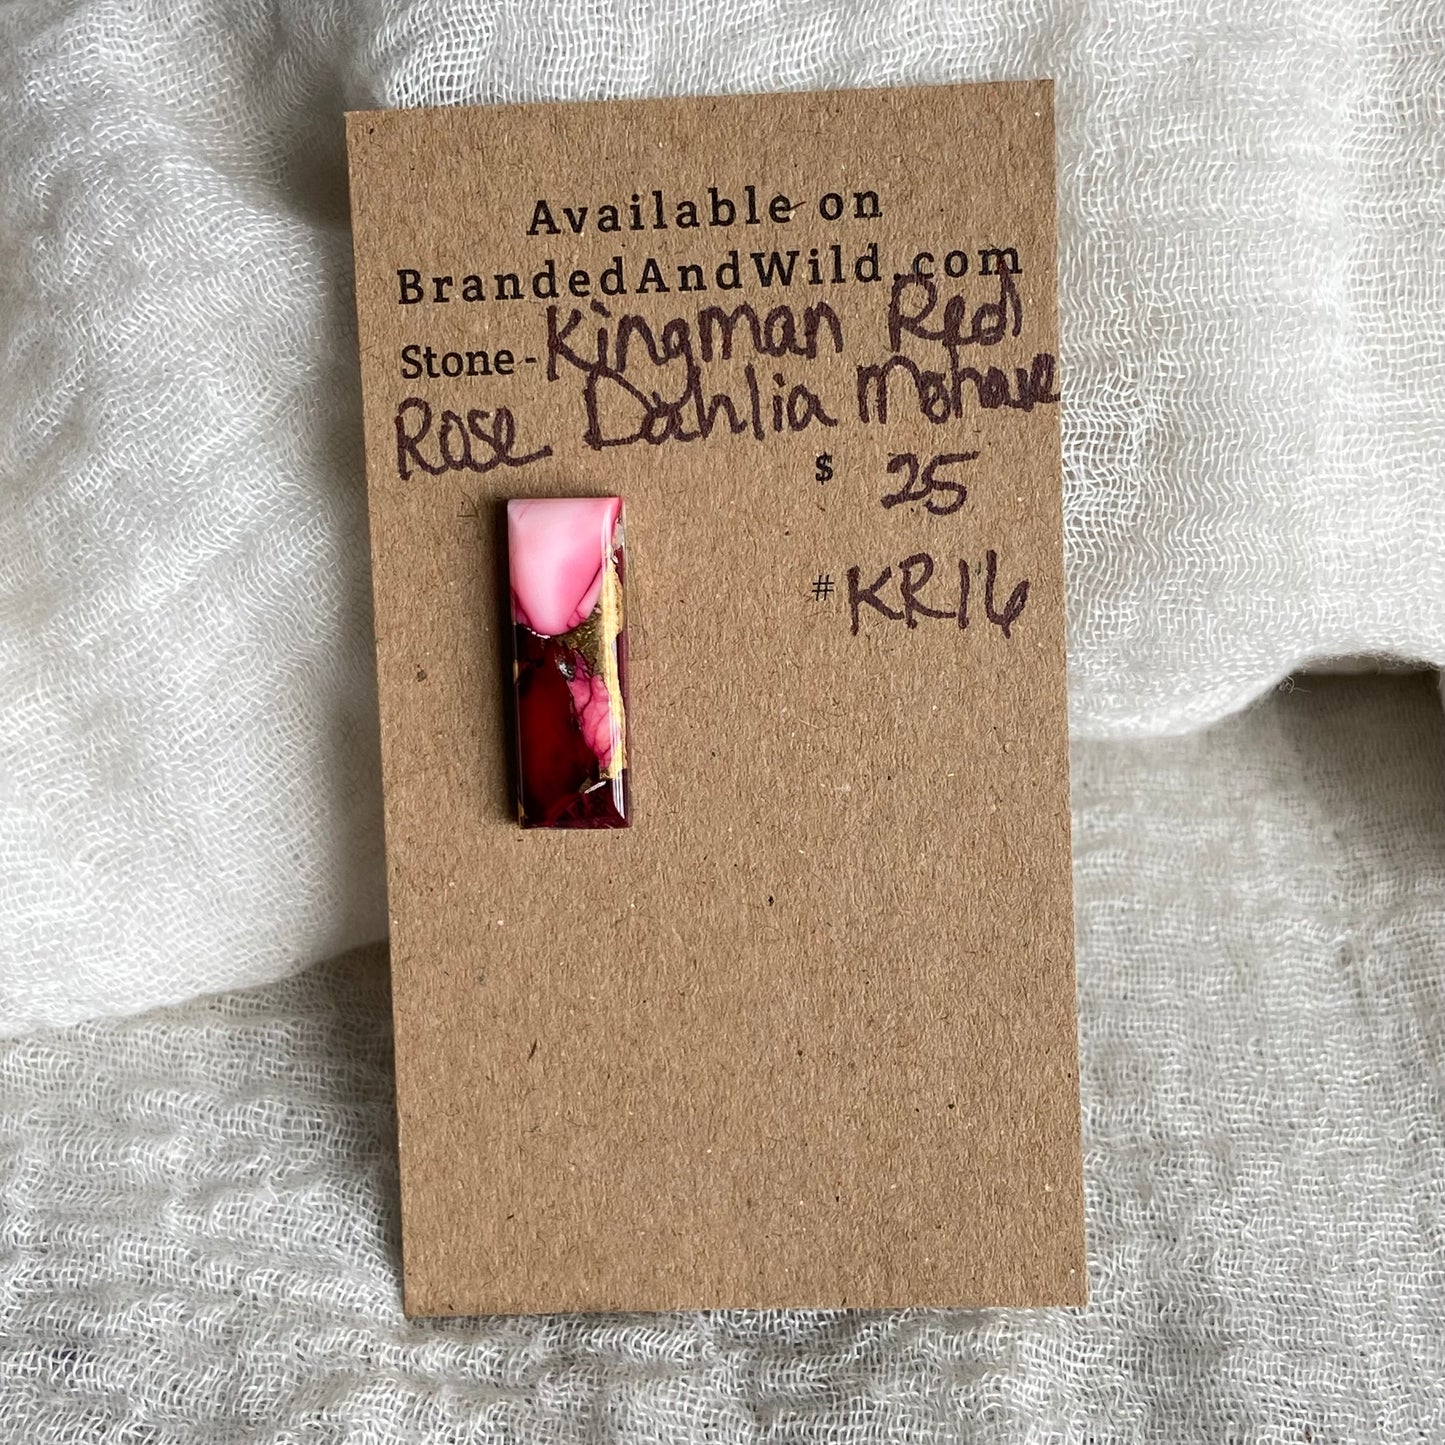 Available on
BrandedAndWild.com
Stone - Kingman Red
Rose Dahlia Mohave
$ 25
# KR16